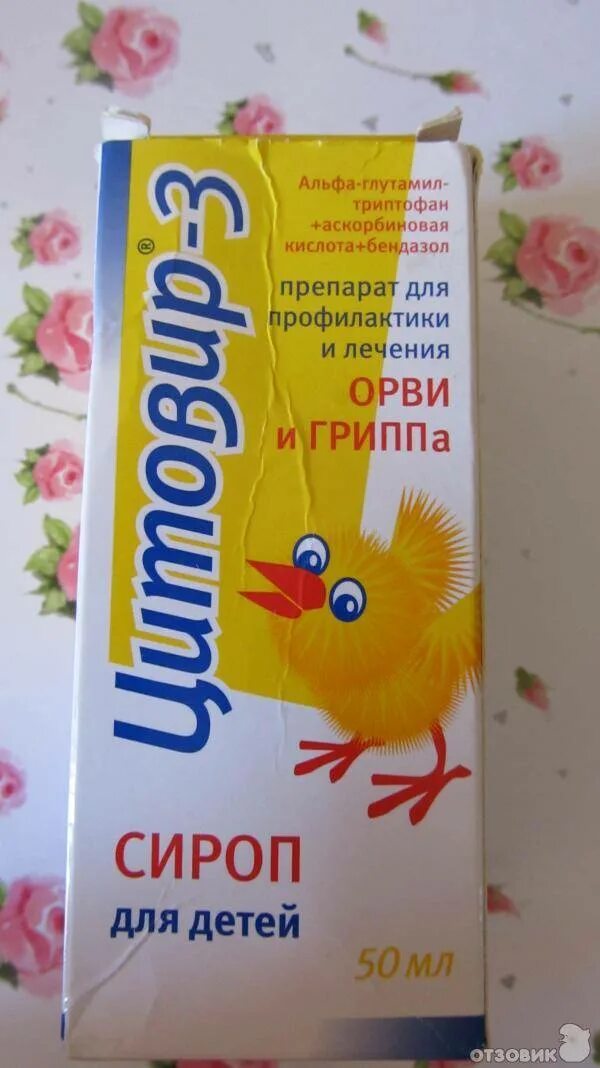 Цитовир-3®
Альфа-глутамил-
триптофан
+аскорбиновая
кислота+бендазол
препарат для
профилактики
и лечения
ОРВИ
и ГРИППа
СИРОП
для детей
50 мл
отзовик